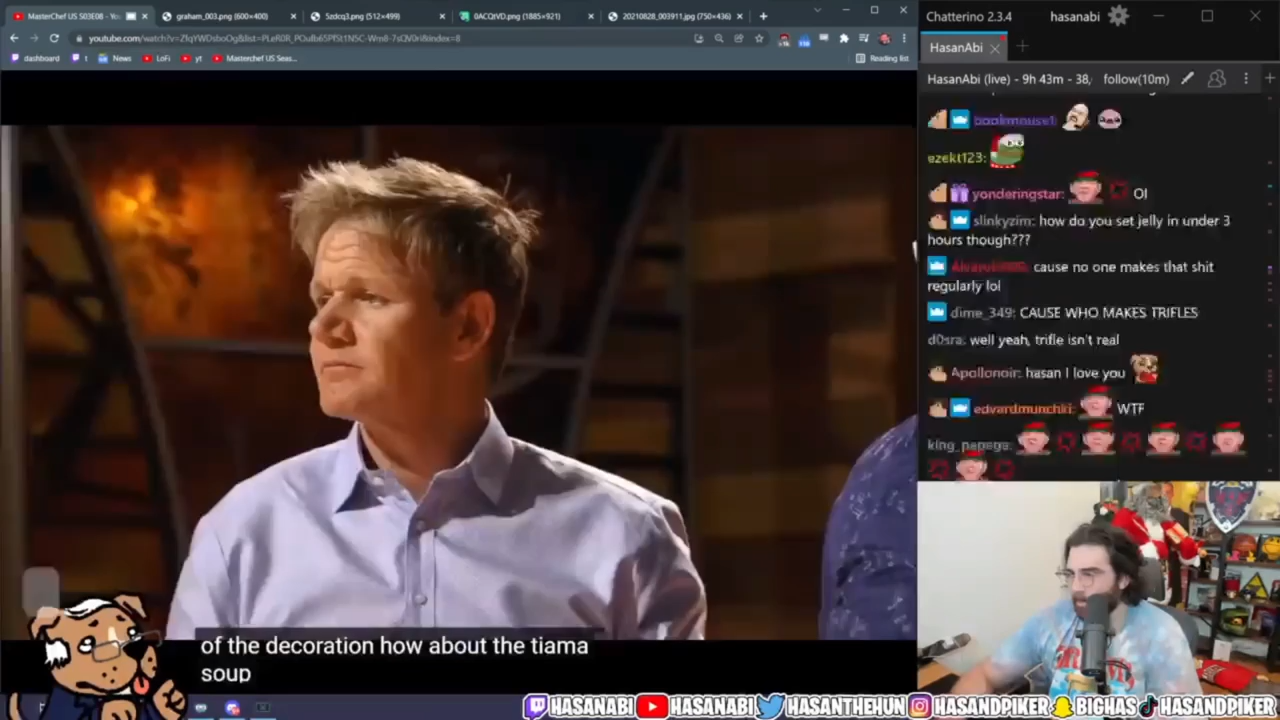 MasterChef US S03E08 - Yo
graham_003.png (600×400)
5zdcq3.png (512×499)
0ACQtVD.png (1885×921)
20210828_003911.jpg (750×436)
dashboard
t
News
LoFi
yt
Masterchef US Seas...
Reading list
Chatterino 2.3.4
hasanabi
HasanAbi
HasanAbi (live) - 9h 43m - 38,
follow(10m)
ezekt123:
yonderingstar: OI
slinkyzim: how do you set jelly in under 3
hours though???
cause no one makes that shit
regularly lol
dime_349: CAUSE WHO MAKES TRIFLES
d0sra: well yeah, trifle isn't real
Apollonoir: hasan I love you
edvardmunchki: WTF
king_papega:
of the decoration how about the tiama
soup
HASANABI HASANABI HASANTHEHUN HASANDPIKER BIGHAS HASANDPIKER